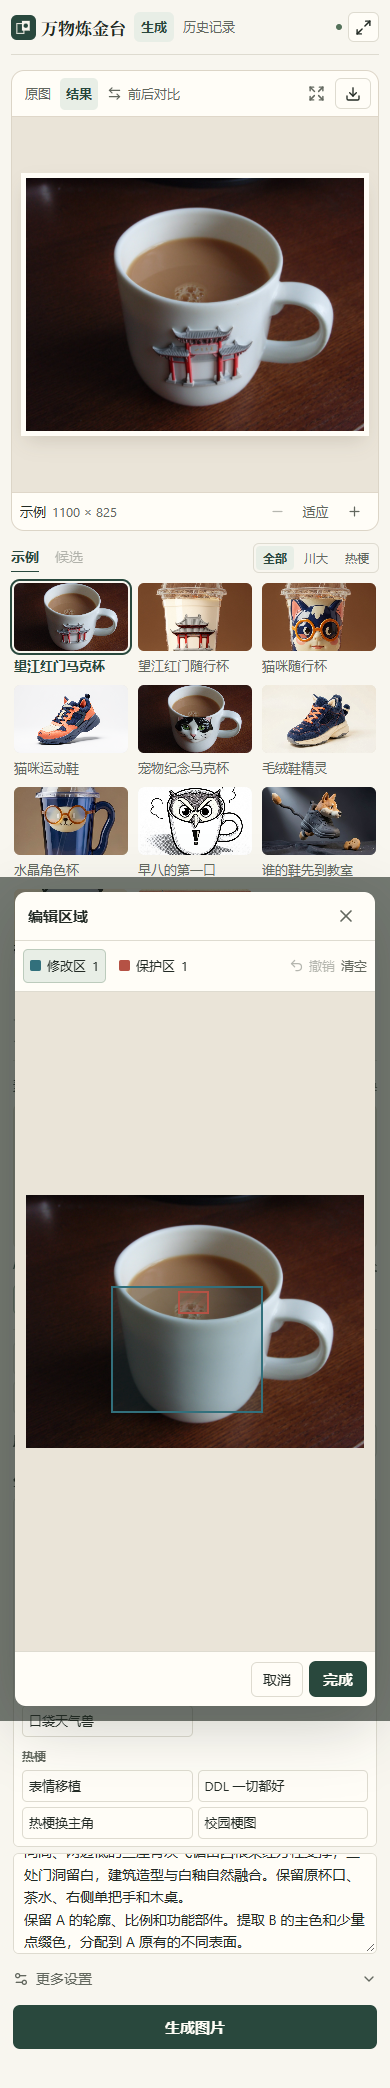 万物炼金台 生成 历史记录
原图 结果 前后对比
示例 1100 × 825 适应
示例 候选 全部 川大 热梗
望江红门马克杯 望江红门随行杯 猫咪随行杯
猫咪运动鞋 宠物纪念马克杯 毛绒鞋精灵
水晶角色杯 早八的第一口 谁的鞋先到教室
编辑区域
修改区 1 保护区 1 撤销 清空
取消 完成
口袋天气兽
热梗
表情移植 DDL 一切都好
热梗换主角 校园梗图
处门洞留白，建筑造型与白釉自然融合。保留原杯口、
茶水、右侧单把手和木桌。
保留 A 的轮廓、比例和功能部件。提取 B 的主色和少量
点缀色，分配到 A 原有的不同表面。
更多设置
生成图片